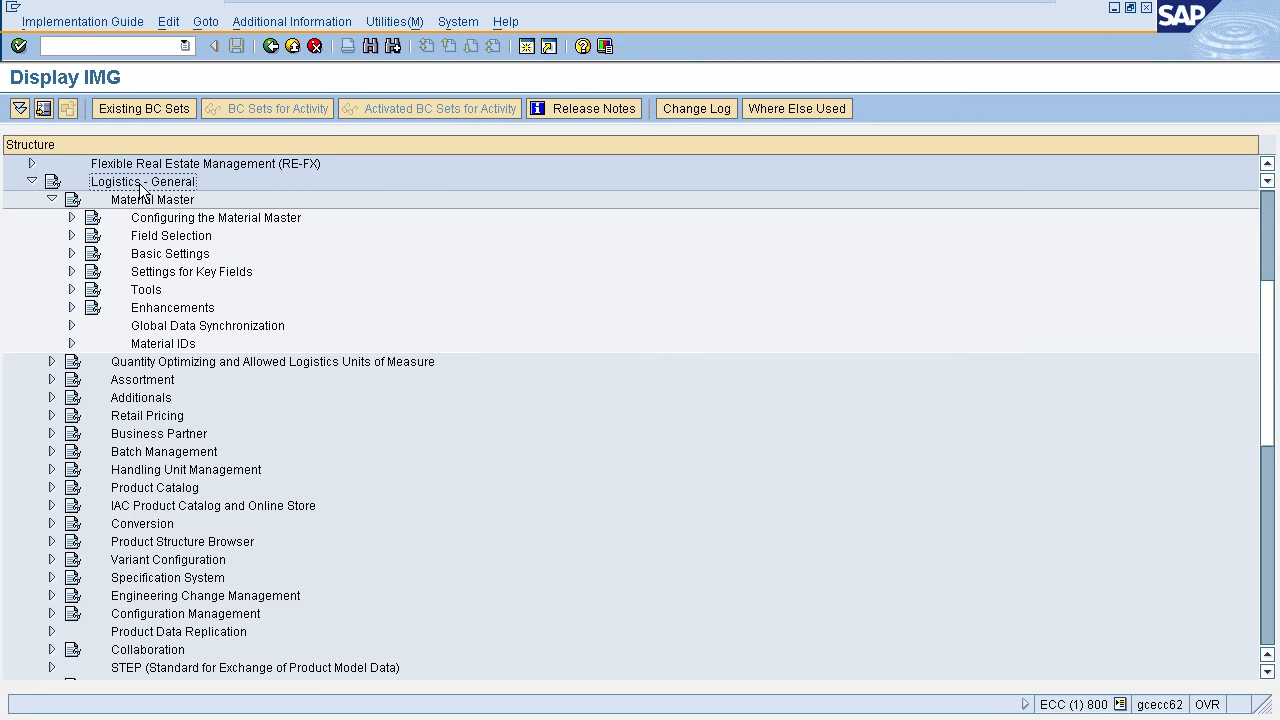 Implementation Guide Edit Goto Additional Information Utilities(M) System Help
SAP
Display IMG
Existing BC Sets BC Sets for Activity Activated BC Sets for Activity Release Notes Change Log Where Else Used
Structure
Flexible Real Estate Management (RE-FX)
Logistics - General
Material Master
Configuring the Material Master
Field Selection
Basic Settings
Settings for Key Fields
Tools
Enhancements
Global Data Synchronization
Material IDs
Quantity Optimizing and Allowed Logistics Units of Measure
Assortment
Additionals
Retail Pricing
Business Partner
Batch Management
Handling Unit Management
Product Catalog
IAC Product Catalog and Online Store
Conversion
Product Structure Browser
Variant Configuration
Specification System
Engineering Change Management
Configuration Management
Product Data Replication
Collaboration
STEP (Standard for Exchange of Product Model Data)
ECC (1) 800 gcecc62 OVR